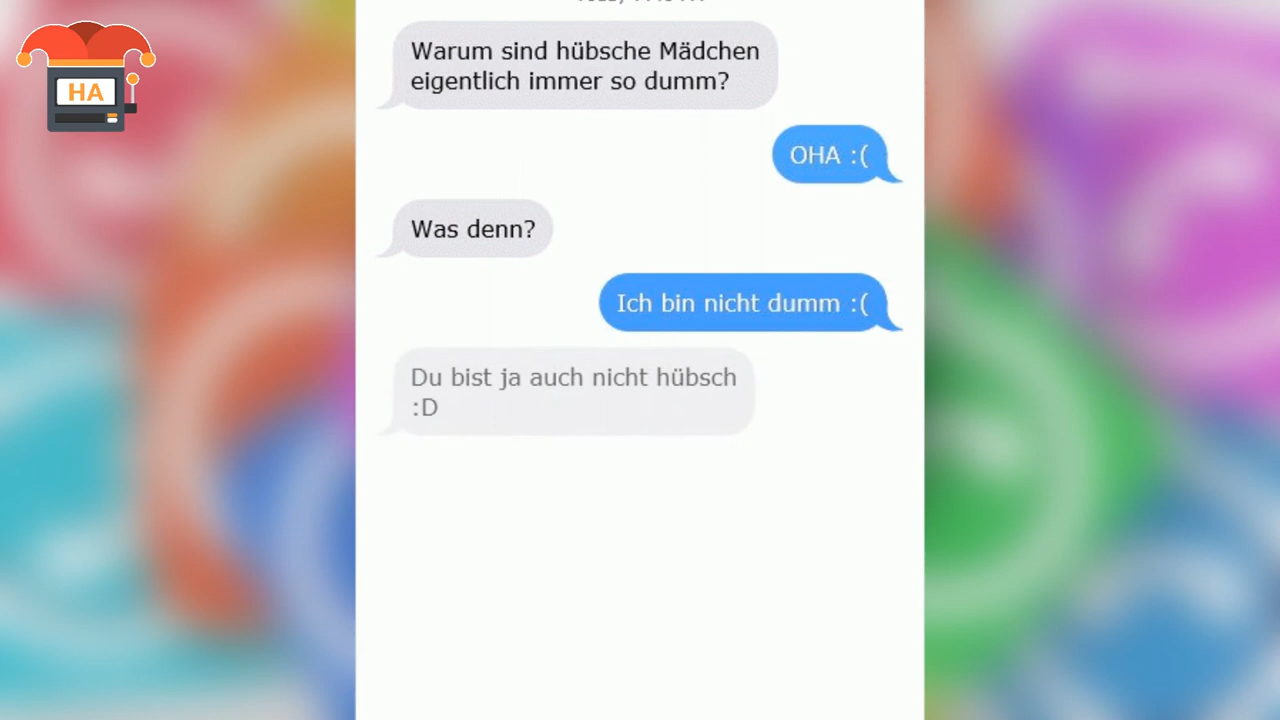 HA
Warum sind hübsche Mädchen
eigentlich immer so dumm?
OHA :(
Was denn?
Ich bin nicht dumm :(
Du bist ja auch nicht hübsch
:D